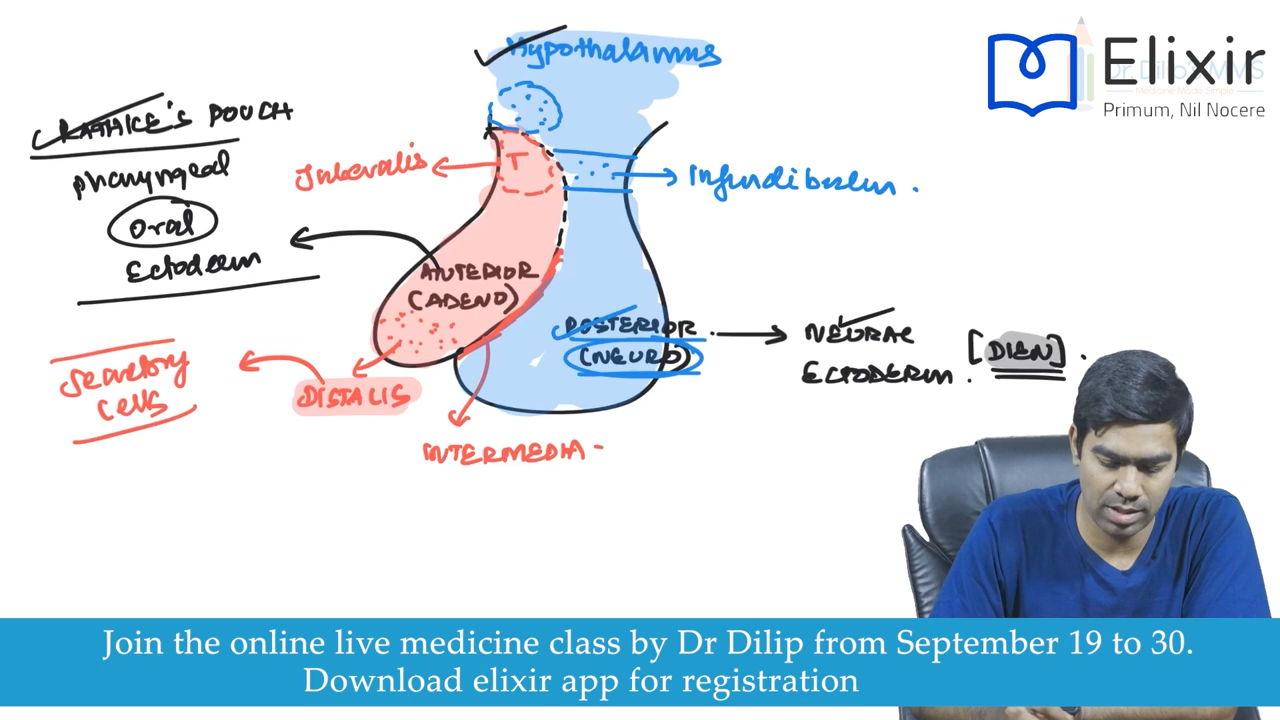 Hypothalamus
Elixir
Primum, Nil Nocere
RATHKE'S POUCH
pharyngeal
oral
Ectoderm
T
Infundibulum.
ANTERIOR
(ADENO)
POSTERIOR
(NEURO)
NEURAL
ECTODERM.
[DIEN].
Secretory
cells
DISTALIS
INTERMEDIA-
Join the online live medicine class by Dr Dilip from September 19 to 30.
Download elixir app for registration